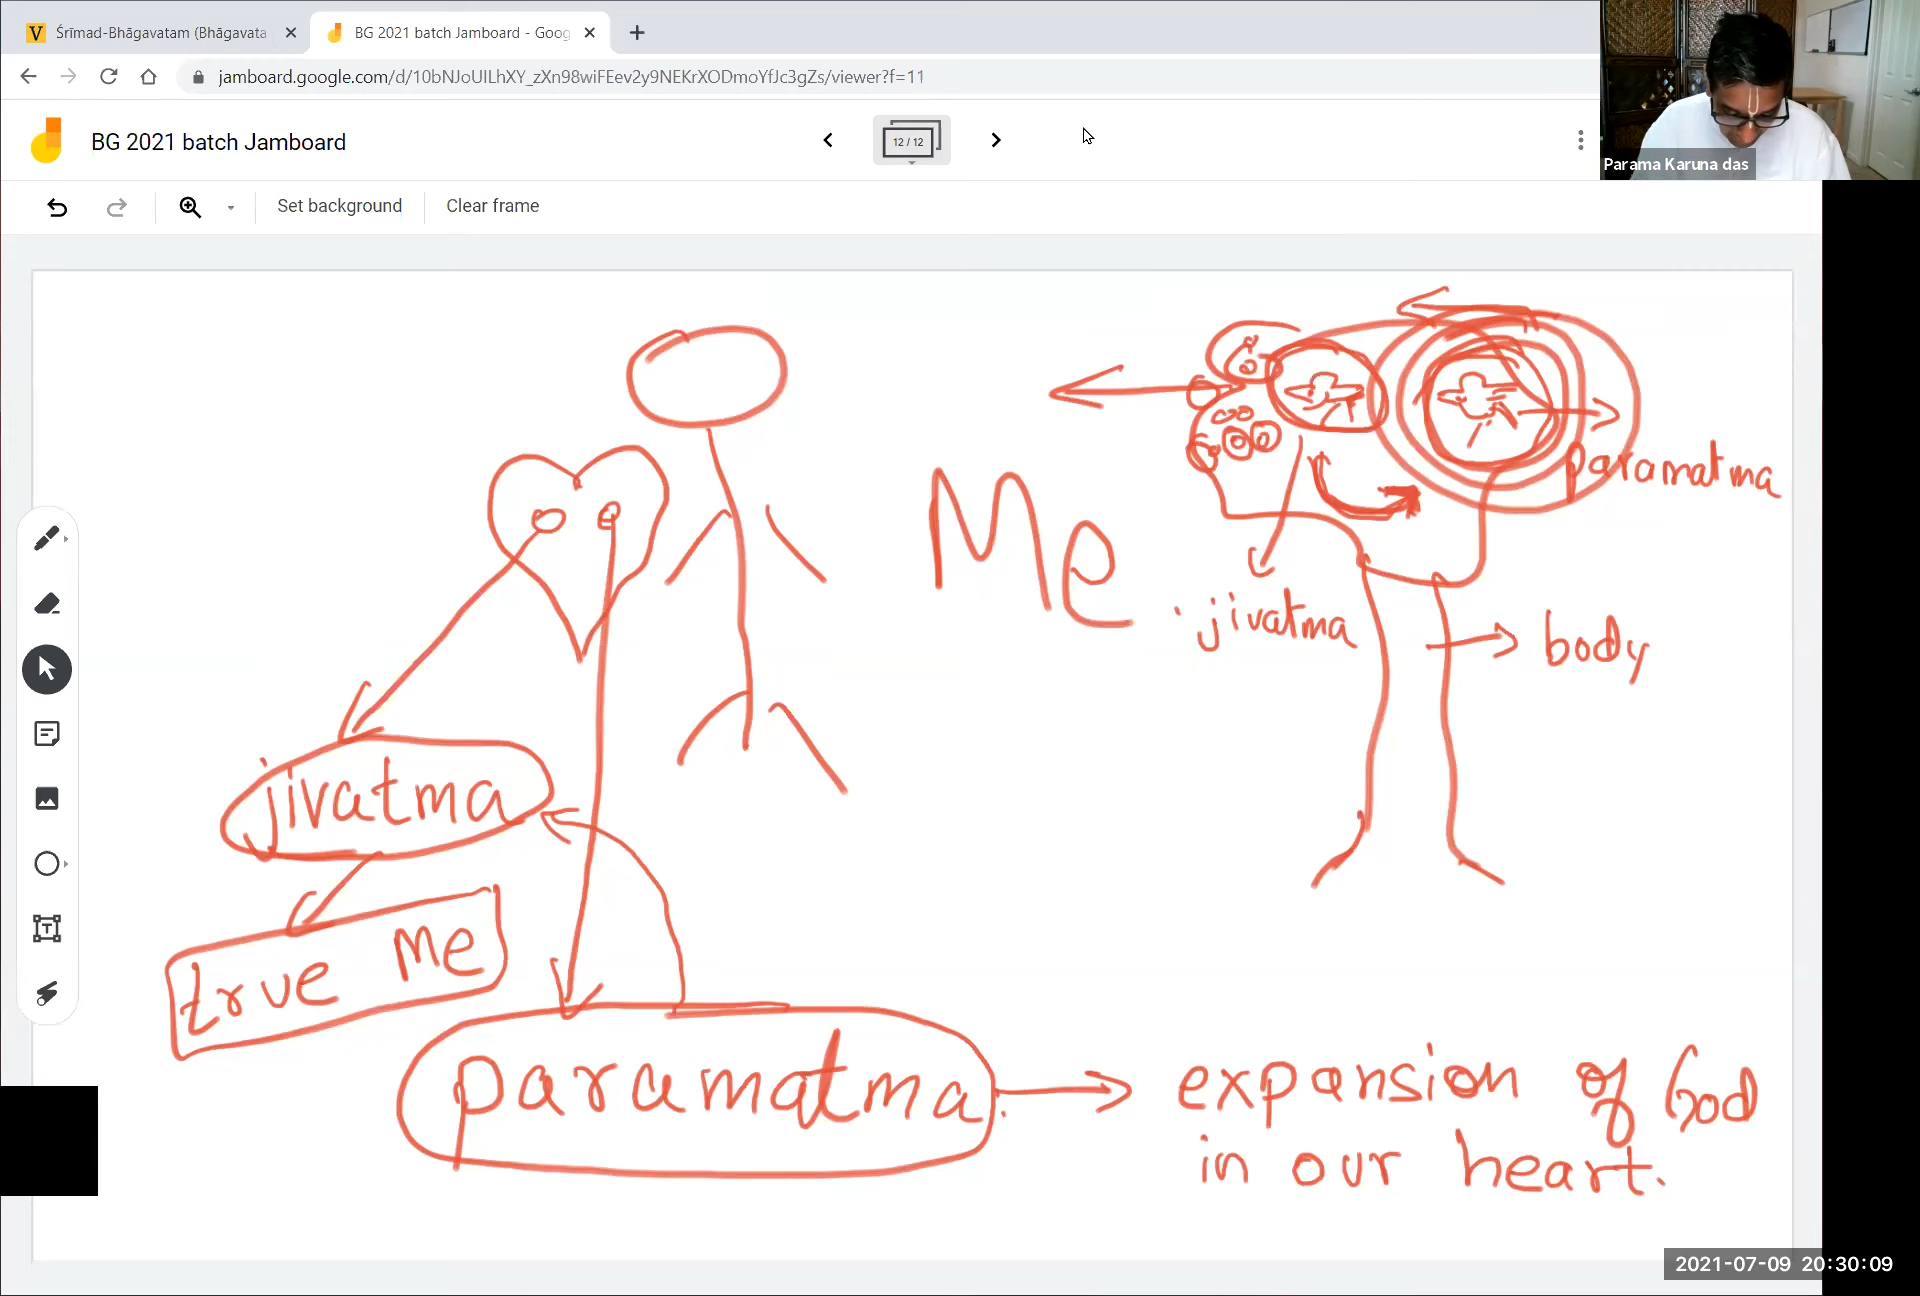 Śrīmad-Bhāgavatam (Bhāgavata
BG 2021 batch Jamboard - Goog
jamboard.google.com/d/10bNJoUILhXY_zXn98wiFEev2y9NEKrXODmoYfJc3gZs/viewer?f=11
BG 2021 batch Jamboard
12 / 12
Parama Karuna das
Set background
Clear frame
paramatma
Me
jivatma
body
jivatma
true Me
paramatma
expansion of God
in our heart.
2021-07-09 20:30:09